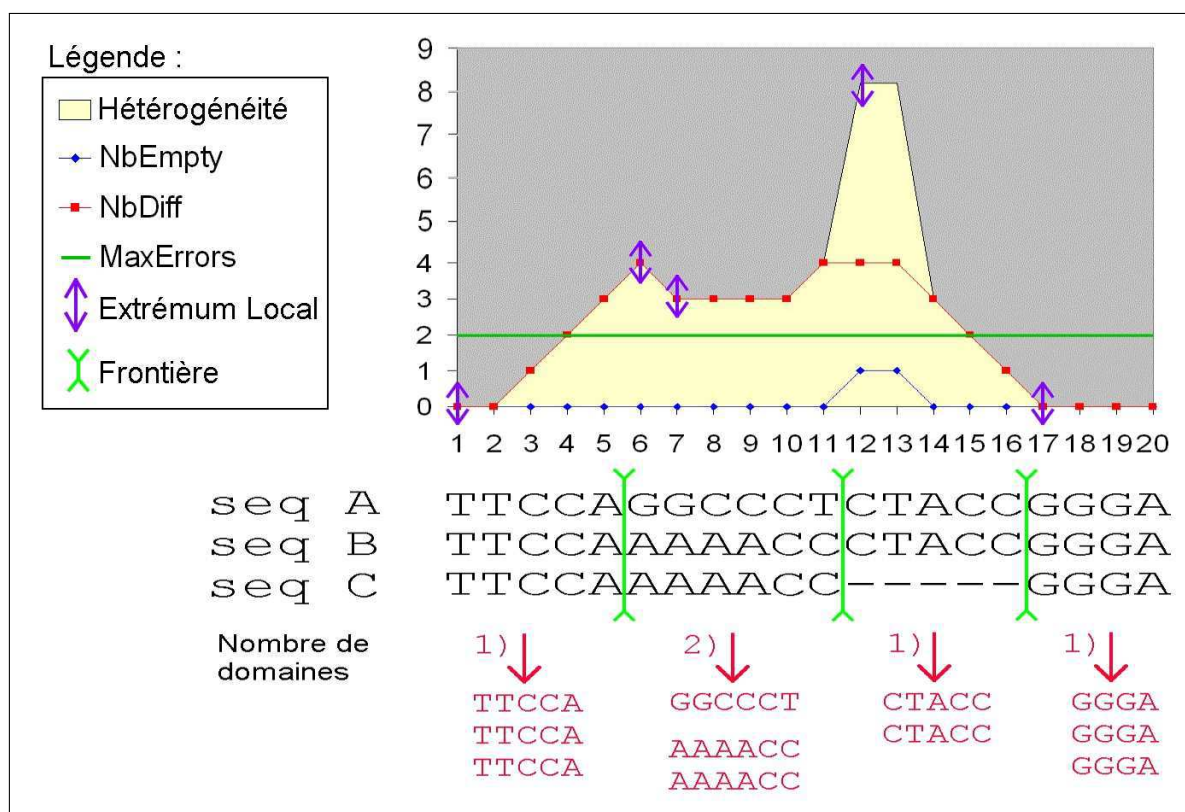 Légende :
Hétérogénéité
NbEmpty
NbDiff
MaxErrors
Extrémum Local
Frontière
9
8
7
6
5
4
3
2
1
0
1 2 3 4 5 6 7 8 9 10 11 12 13 14 15 16 17 18 19 20
seq A TTCCAGGCCCTCTACCGGGA
seq B TTCCAAAAACCCTACCGGGA
seq C TTCCAAAAACC-----GGGA
Nombre de domaines
1) 2) 1) 1)
TTCCA GGCCCT CTACC GGGA
TTCCA AAAACC CTACC GGGA
TTCCA AAAACC GGGA